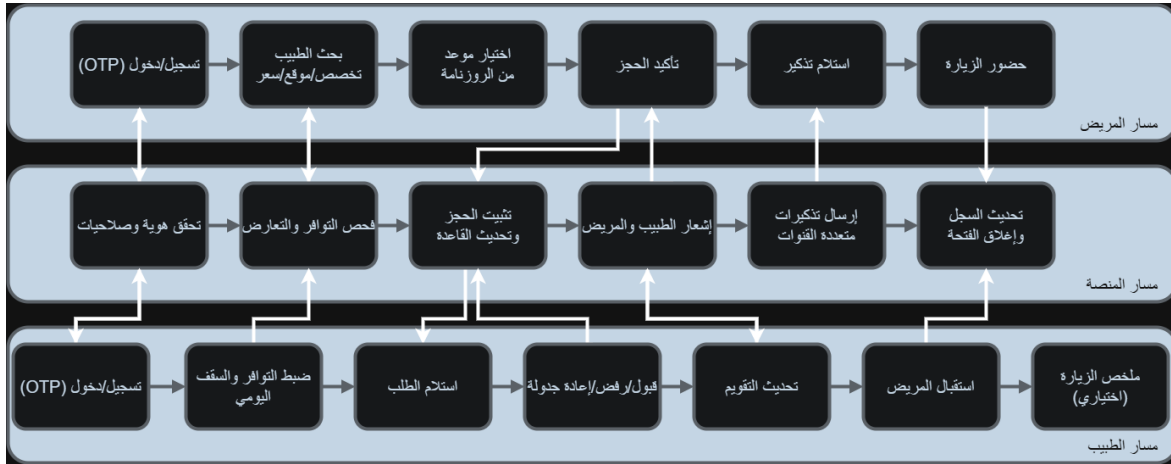 تسجيل/دخول (OTP)
بحث الطبيب
تخصص/موقع/سعر
اختيار موعد
من الروزنامة
تأكيد الحجز
استلام تذكير
حضور الزيارة
مسار المريض
تحقق هوية وصلاحيات
فحص التوافر والتعارض
تثبيت الحجز
وتحديث القاعدة
إشعار الطبيب والمريض
إرسال تذكيرات
متعددة القنوات
تحديث السجل
وإغلاق الفتحة
مسار المنصة
تسجيل/دخول (OTP)
ضبط التوافر والسقف
اليومي
استلام الطلب
قبول/رفض/إعادة جدولة
تحديث التقويم
استقبال المريض
ملخص الزيارة
(اختياري)
مسار الطبيب